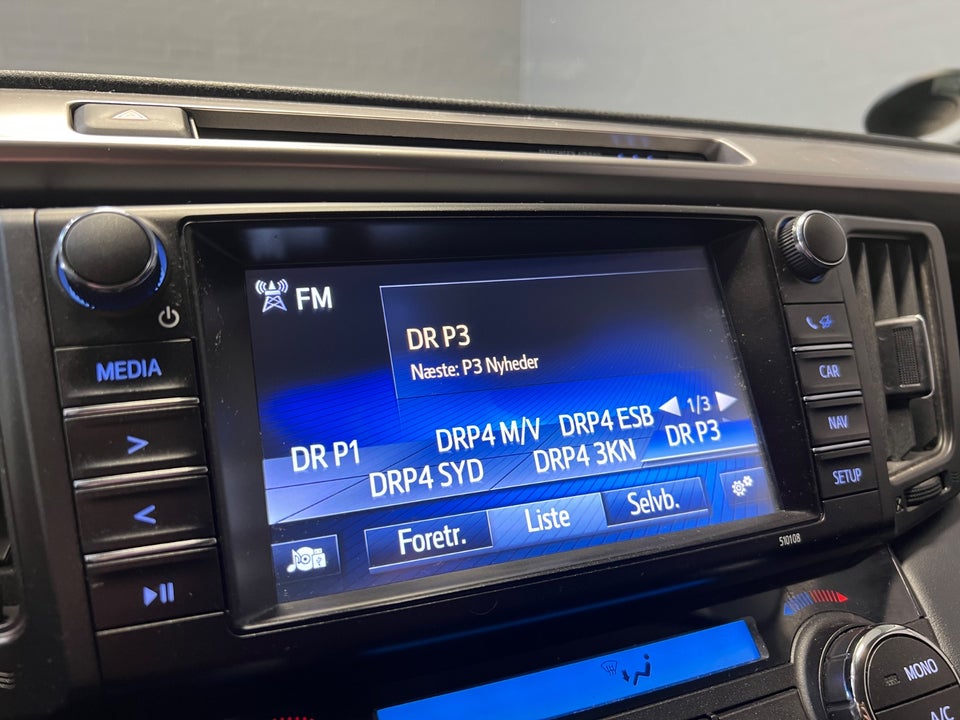 FM
DR P3
Næste: P3 Nyheder
1/3
DR P1 DRP4 M/V DRP4 ESB
DRP4 SYD DRP4 3KN DR P3
Foretr. Liste Selvb.
MEDIA
CAR
NAV
SETUP
510108
MONO
A/C